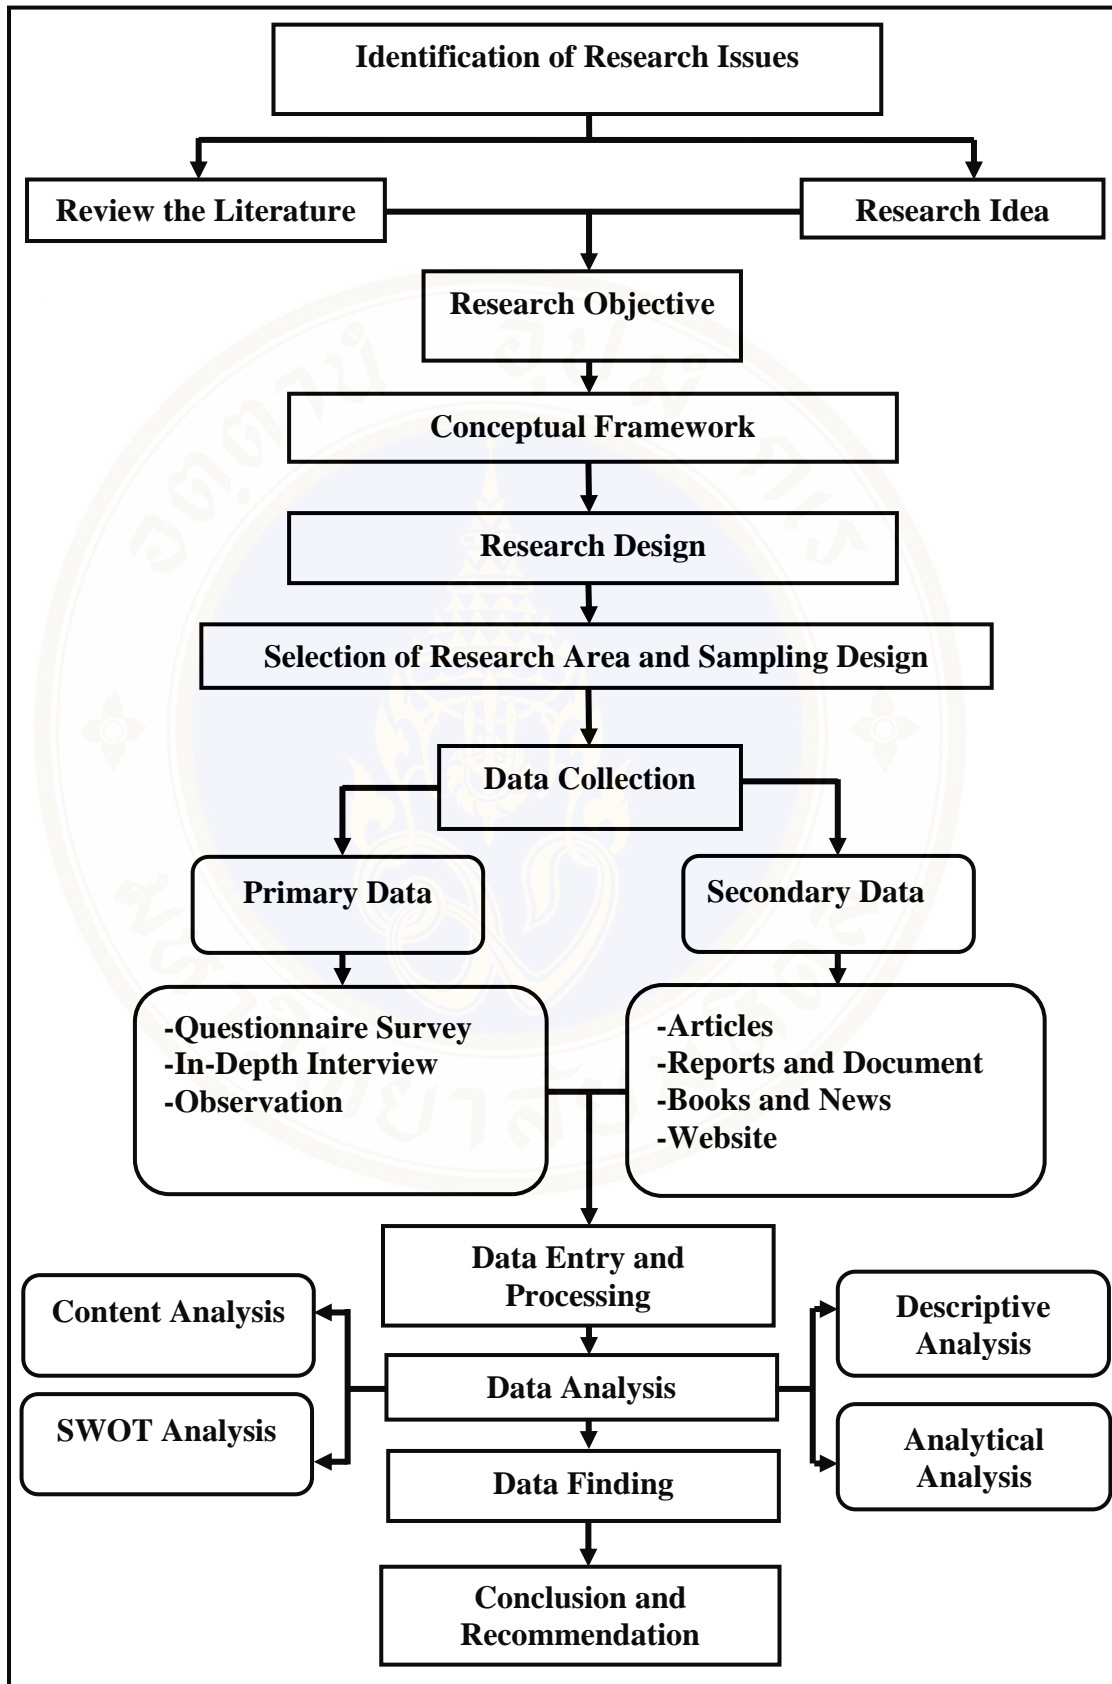 Identification of Research Issues
Review the Literature
Research Idea
Research Objective
Conceptual Framework
Research Design
Selection of Research Area and Sampling Design
Data Collection
Primary Data
Secondary Data
-Questionnaire Survey
-In-Depth Interview
-Observation
-Articles
-Reports and Document
-Books and News
-Website
Data Entry and
Processing
Content Analysis
Descriptive
Analysis
Data Analysis
SWOT Analysis
Analytical
Analysis
Data Finding
Conclusion and
Recommendation